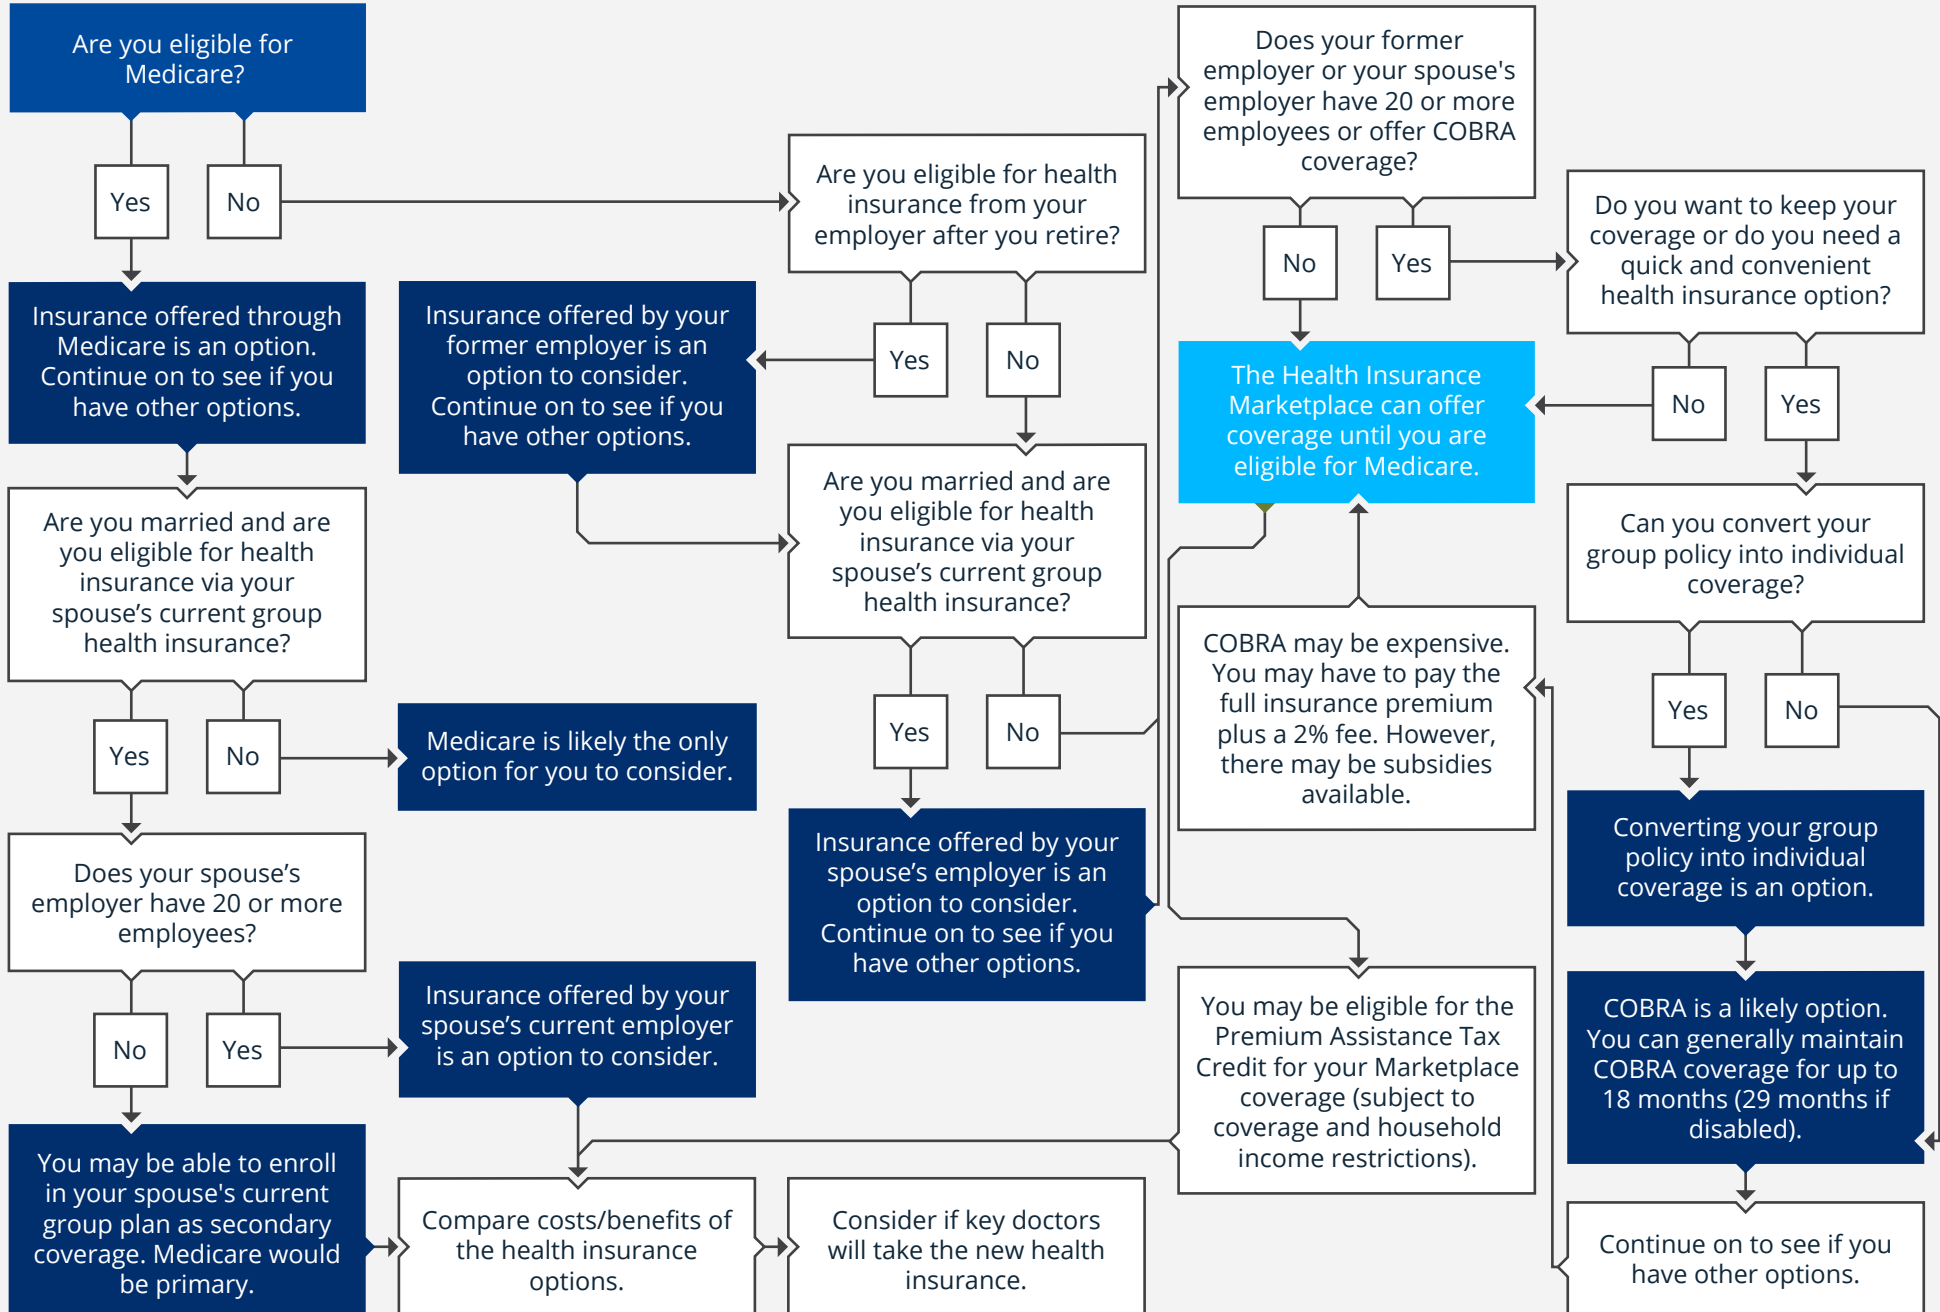 Are you eligible for
Medicare?
Yes
No
Insurance offered through
Medicare is an option.
Continue on to see if you
have other options.
Are you married and are
you eligible for health
insurance via your
spouse’s current group
health insurance?
Yes
No
Medicare is likely the only
option for you to consider.
Does your spouse’s
employer have 20 or more
employees?
No
Yes
Insurance offered by your
spouse’s current employer
is an option to consider.
You may be able to enroll
in your spouse's current
group plan as secondary
coverage. Medicare would
be primary.
Compare costs/benefits of
the health insurance
options.
Consider if key doctors
will take the new health
insurance.
Are you eligible for health
insurance from your
employer after you retire?
Yes
No
Insurance offered by your
former employer is an
option to consider.
Continue on to see if you
have other options.
Are you married and are
you eligible for health
insurance via your
spouse’s current group
health insurance?
Yes
No
Insurance offered by your
spouse’s employer is an
option to consider.
Continue on to see if you
have other options.
Does your former
employer or your spouse's
employer have 20 or more
employees or offer COBRA
coverage?
No
Yes
The Health Insurance
Marketplace can offer
coverage until you are
eligible for Medicare.
COBRA may be expensive.
You may have to pay the
full insurance premium
plus a 2% fee. However,
there may be subsidies
available.
You may be eligible for the
Premium Assistance Tax
Credit for your Marketplace
coverage (subject to
coverage and household
income restrictions).
Do you want to keep your
coverage or do you need a
quick and convenient
health insurance option?
No
Yes
Can you convert your
group policy into individual
coverage?
Yes
No
Converting your group
policy into individual
coverage is an option.
COBRA is a likely option.
You can generally maintain
COBRA coverage for up to
18 months (29 months if
disabled).
Continue on to see if you
have other options.